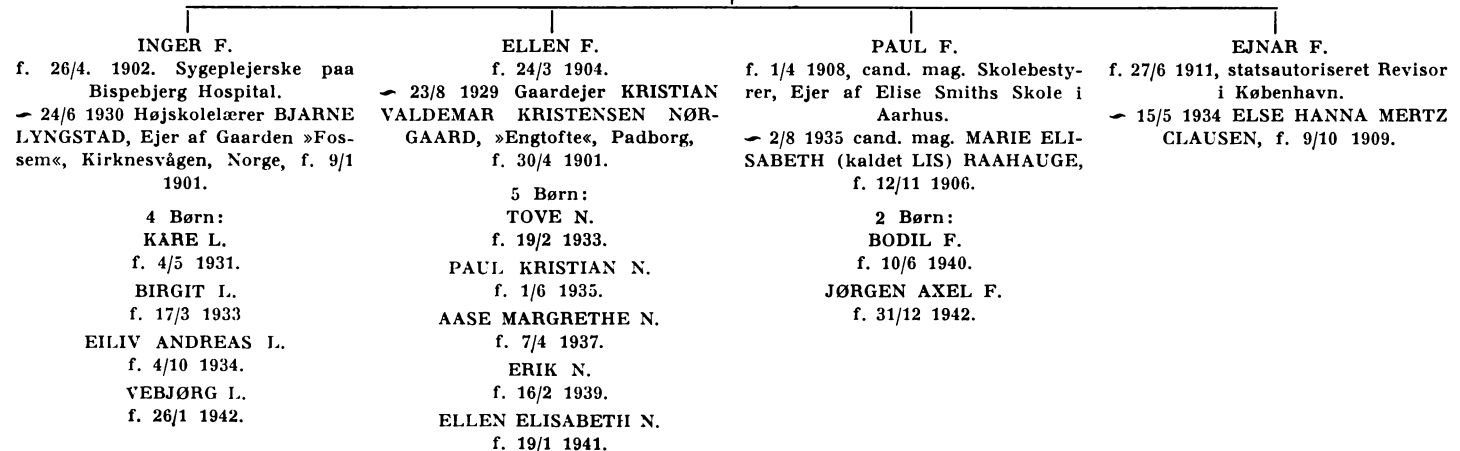 INGER F.
f. 26/4. 1902. Sygeplejerske paa
Bispebjerg Hospital.
⚭ 24/6 1930 Højskolelærer BJARNE
LYNGSTAD, Ejer af Gaarden »Fos-
sem«, Kirknesvågen, Norge, f. 9/1
1901.
4 Børn:
KÅRE L.
f. 4/5 1931.
BIRGIT L.
f. 17/3 1933
EILIV ANDREAS L.
f. 4/10 1934.
VEBJØRG L.
f. 26/1 1942.
ELLEN F.
f. 24/3 1904.
⚭ 23/8 1929 Gaardejer KRISTIAN
VALDEMAR KRISTENSEN NØR-
GAARD, »Engtofte«, Padborg,
f. 30/4 1901.
5 Børn:
TOVE N.
f. 19/2 1933.
PAUL KRISTIAN N.
f. 1/6 1935.
AASE MARGRETHE N.
f. 7/4 1937.
ERIK N.
f. 16/2 1939.
ELLEN ELISABETH N.
f. 19/1 1941.
PAUL F.
f. 1/4 1908, cand. mag. Skolebesty-
rer, Ejer af Elise Smiths Skole i
Aarhus.
⚭ 2/8 1935 cand. mag. MARIE ELI-
SABETH (kaldet LIS) RAAHAUGE,
f. 12/11 1906.
2 Børn:
BODIL F.
f. 10/6 1940.
JØRGEN AXEL F.
f. 31/12 1942.
EJNAR F.
f. 27/6 1911, statsautoriseret Revisor
i København.
⚭ 15/5 1934 ELSE HANNA MERTZ
CLAUSEN, f. 9/10 1909.